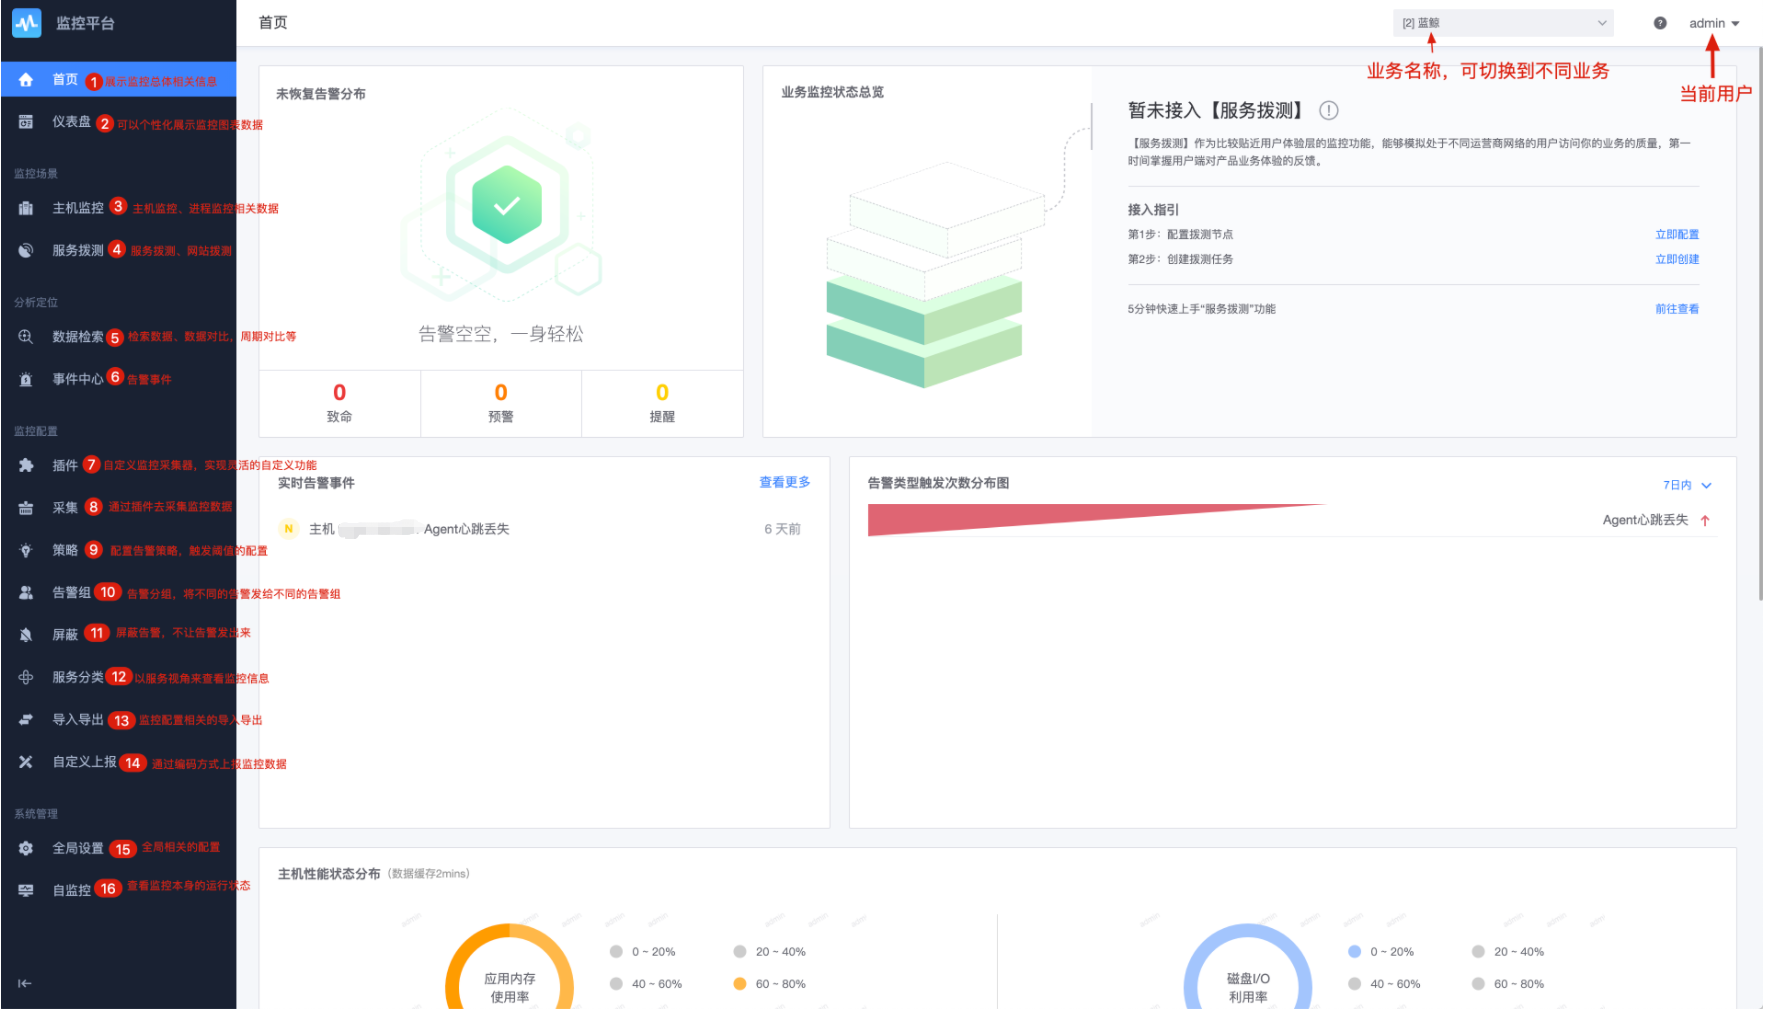 监控平台
首页
[2] 蓝鲸
admin
业务名称，可切换到不同业务
当前用户
首页 1 展示监控总体相关信息
仪表盘 2 可以个性化展示监控图表数据
监控场景
主机监控 3 主机监控、进程监控相关数据
服务拨测 4 服务拨测、网站拨测
分析定位
数据检索 5 检索数据、数据对比，周期对比等
事件中心 6 告警事件
监控配置
插件 7 自定义监控采集器，实现灵活的自定义功能
采集 8 通过插件去采集监控数据
策略 9 配置告警策略，触发阈值的配置
告警组 10 告警分组，将不同的告警发给不同的告警组
屏蔽 11 屏蔽告警，不让告警发出来
服务分类 12 以服务视角来查看监控信息
导入导出 13 监控配置相关的导入导出
自定义上报 14 通过编码方式上报监控数据
系统管理
全局设置 15 全局相关的配置
自监控 16 查看监控本身的运行状态
未恢复告警分布
告警空空，一身轻松
0 0 0
致命 预警 提醒
业务监控状态总览
暂未接入【服务拨测】
【服务拨测】作为比较贴近用户体验层的监控功能，能够模拟处于不同运营商网络的用户访问你的业务的质量，第一
时间掌握用户端对产品业务体验的反馈。
接入指引
第1步：配置拨测节点 立即配置
第2步：创建拨测任务 立即创建
5分钟快速上手“服务拨测”功能 前往查看
实时告警事件 查看更多
N 主机 Agent心跳丢失 6 天前
告警类型触发次数分布图 7日内
Agent心跳丢失
主机性能状态分布（数据缓存2mins）
admin admin admin admin admin admin admin admin
admin admin admin admin admin admin admin
应用内存
使用率
0 ~ 20% 20 ~ 40%
40 ~ 60% 60 ~ 80%
磁盘I/O
利用率
0 ~ 20% 20 ~ 40%
40 ~ 60% 60 ~ 80%